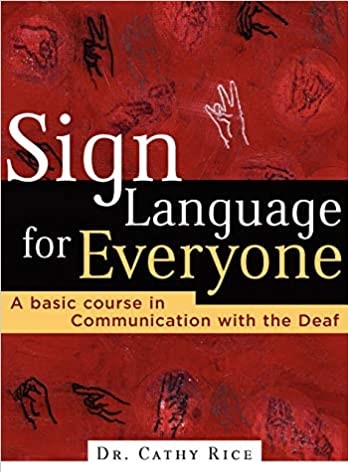 Sign
Language
for Everyone
A basic course in
Communication with the Deaf
DR. CATHY RICE